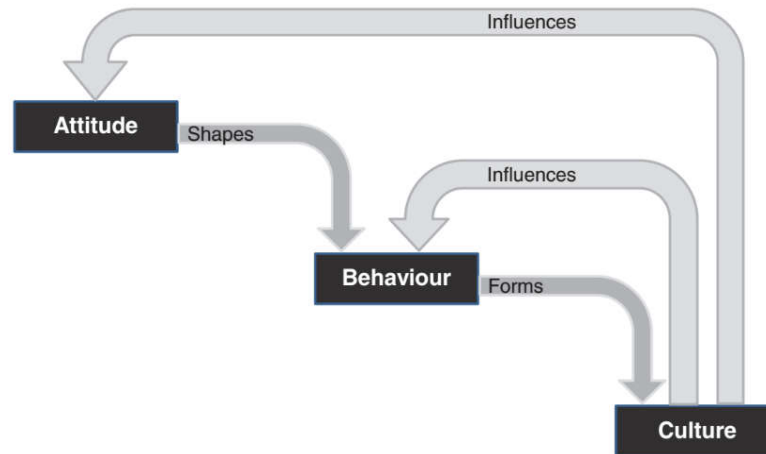 Influences
Attitude
Shapes
Influences
Behaviour
Forms
Culture